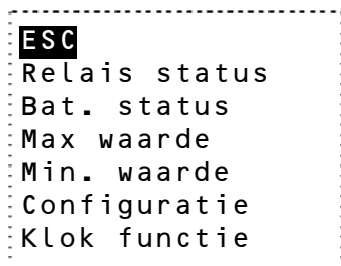 ESC
Relais status
Bat. status
Max waarde
Min. waarde
Configuratie
Klok functie